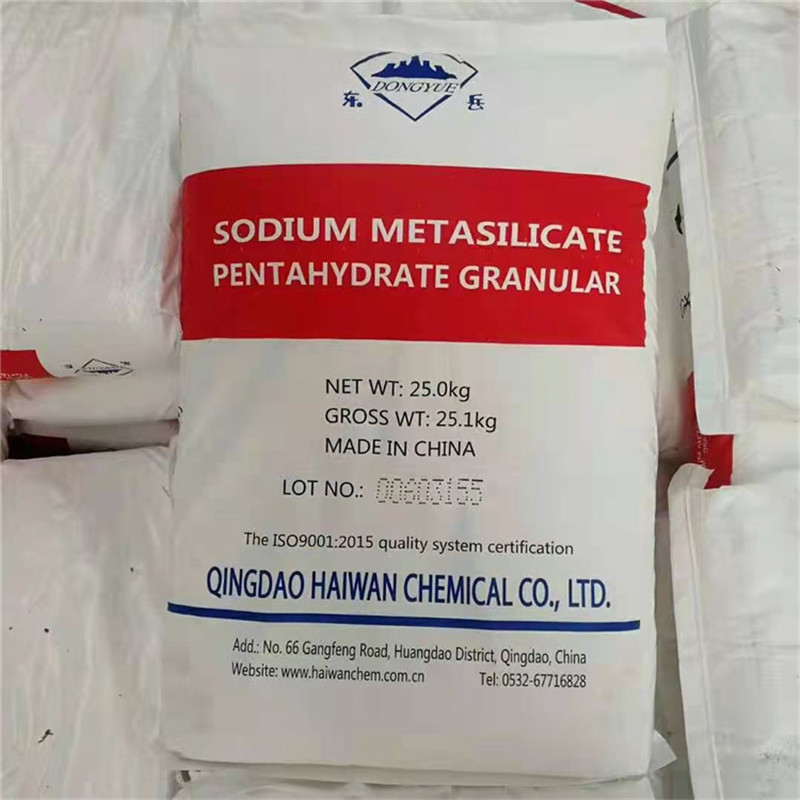 DONGYUE
东 岳
SODIUM METASILICATE
PENTAHYDRATE GRANULAR
NET WT: 25.0kg
GROSS WT: 25.1kg
MADE IN CHINA
LOT NO.: 00603155
The ISO9001:2015 quality system certification
QINGDAO HAIWAN CHEMICAL CO., LTD.
Add.: No. 66 Gangfeng Road, Huangdao District, Qingdao, China
Website: www.haiwanchem.com.cn Tel: 0532-67716828